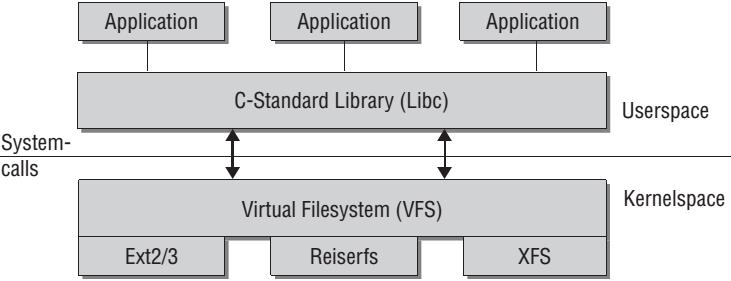 Application
Application
Application
C-Standard Library (Libc)
Userspace
System-
calls
Kernelspace
Virtual Filesystem (VFS)
Ext2/3
Reiserfs
XFS